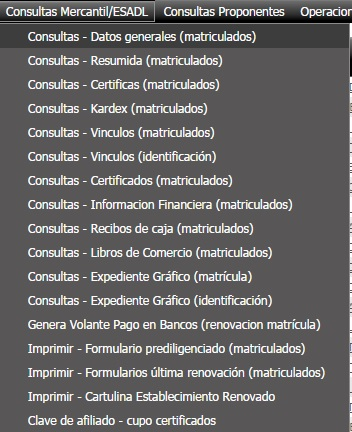 Consultas Mercantil/ESADL Consultas Proponentes Operacion
Consultas - Datos generales (matriculados)
Consultas - Resumida (matriculados)
Consultas - Certificas (matriculados)
Consultas - Kardex (matriculados)
Consultas - Vinculos (matriculados)
Consultas - Vinculos (identificación)
Consultas - Certificados (matriculados)
Consultas - Informacion Financiera (matriculados)
Consultas - Recibos de caja (matriculados)
Consultas - Libros de Comercio (matriculados)
Consultas - Expediente Gráfico (matrícula)
Consultas - Expediente Gráfico (identificación)
Genera Volante Pago en Bancos (renovacion matrícula)
Imprimir - Formulario prediligenciado (matriculados)
Imprimir - Formularios última renovación (matriculados)
Imprimir - Cartulina Establecimiento Renovado
Clave de afiliado - cupo certificados